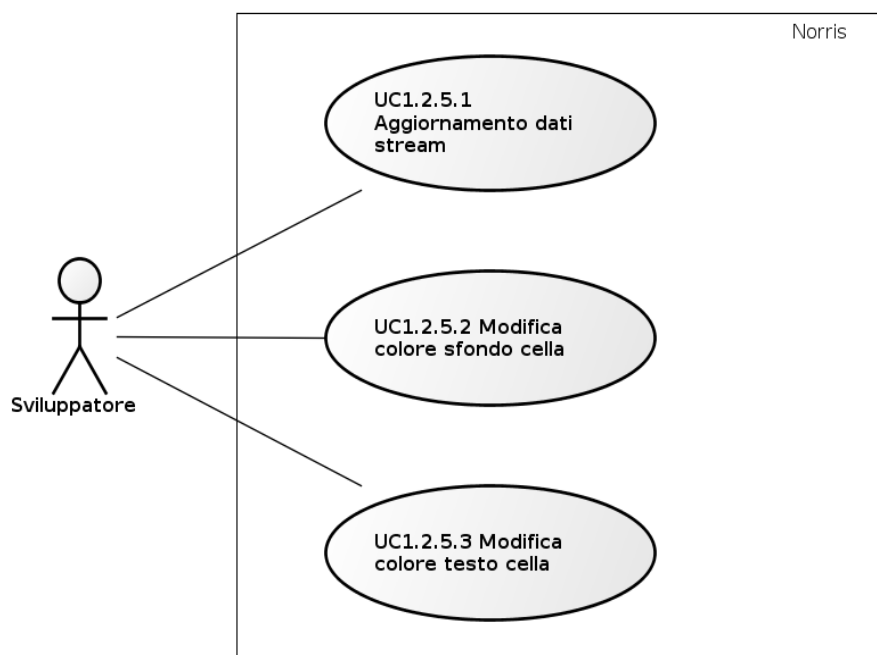 Norris
UC1.2.5.1
Aggiornamento dati
stream
UC1.2.5.2 Modifica
colore sfondo cella
Sviluppatore
UC1.2.5.3 Modifica
colore testo cella